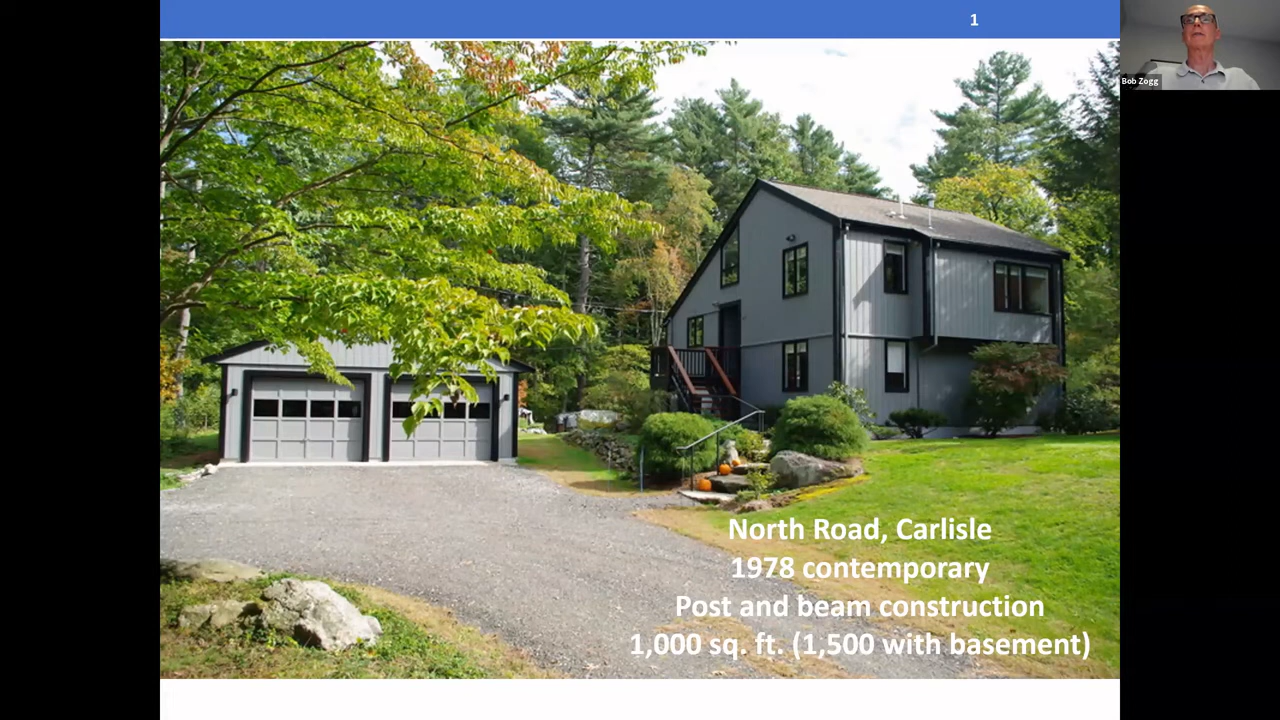 1
Bob Zogg
North Road, Carlisle
1978 contemporary
Post and beam construction
1,000 sq. ft. (1,500 with basement)